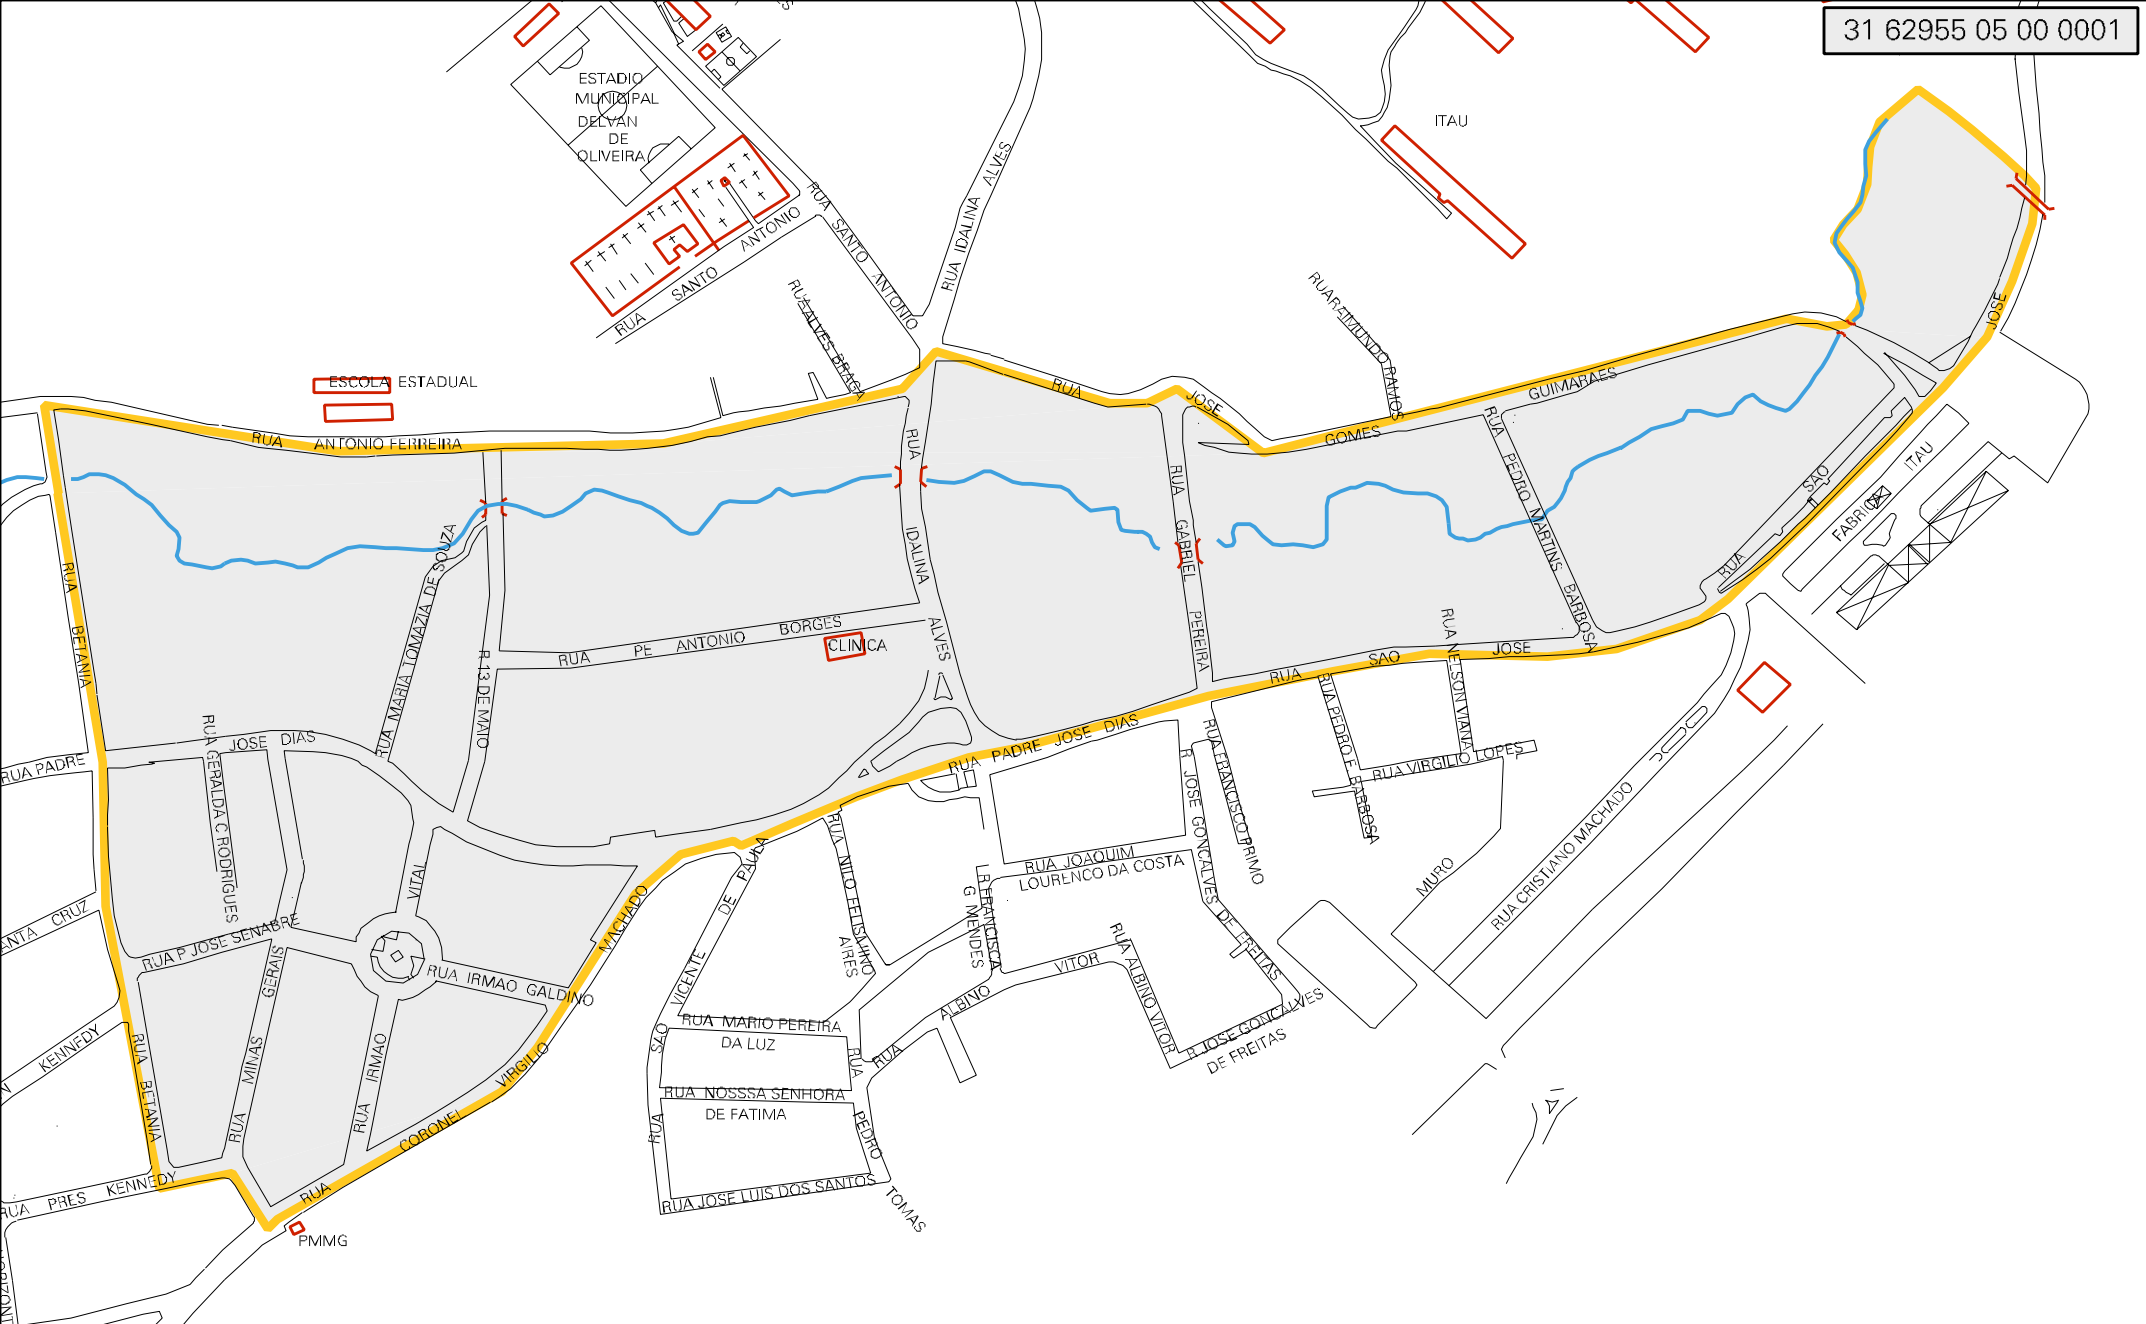 31 62955 05 00 0001
ESTADIO
MUNICIPAL
DELVAN
DE
OLIVEIRA
ITAU
RUA SANTO ANTONIO
RUA IDALINA ALVES
RUA SANTO ANTONIO
RUA ALVES BRAGA
RUA RAIMUNDO RAMOS
JOSE
ESCOLA ESTADUAL
RUA ANTONIO FERREIRA
RUA JOSE GOMES GUIMARAES
RUA IDALINA ALVES
RUA GABRIEL PEREIRA
RUA PEDRO MARTINS BARBOSA
RUA SAO
FABRICA ITAU
RUA BETANIA
RUA MARIA TOMAZIA DE SOUZA
R 13 DE MAIO
RUA PE ANTONIO BORGES
CLINICA
RUA SAO JOSE
RUA NELSON VIANA
RUA PEDRO F BARBOSA
RUA VIRGILIO LOPES
RUA PADRE JOSE DIAS
RUA PADRE JOSE DIAS
RUA GERALDA C RODRIGUES
R JOSE GONCALVES DE FREITAS
RUA FRANCISCO PRIMO
RUA CRISTIANO MACHADO
MURO
RUA JOAQUIM
LOURENCO DA COSTA
R FRANCISCA
G MENDES
RUA NILO FELISMINO
AIRES
RUA SAO VICENTE DE PAULA
VITAL
RUA IRMAO
RUA P JOSE SENABRE
RUA MINAS GERAIS
RUA IRMAO GALDINO
RUA CORONEL VIRGILIO MACHADO
ANTA CRUZ
KENNEDY
RUA BETANIA
RUA PRES KENNEDY
PMMG
RUA ALBINO VITOR
RUA ALBINO VITOR
R JOSE GONCALVES
DE FREITAS
RUA MARIO PEREIRA
DA LUZ
RUA NOSSSA SENHORA
DE FATIMA
RUA PEDRO TOMAS
RUA JOSE LUIS DOS SANTOS